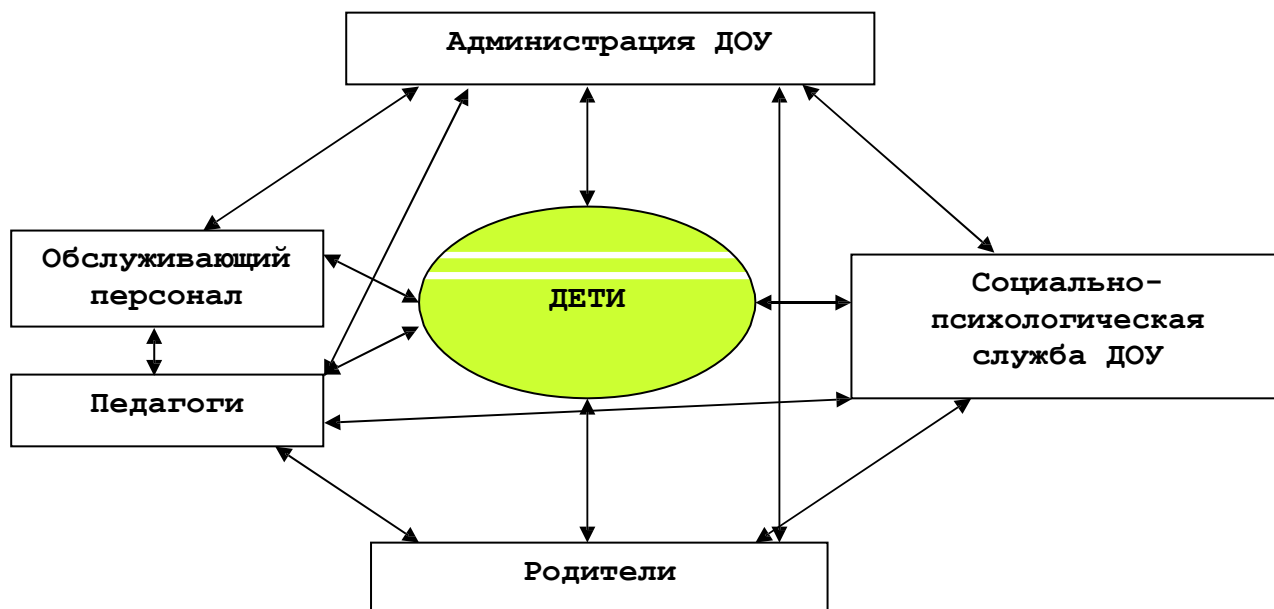 Администрация ДОУ
Обслуживающий
персонал
ДЕТИ
Социально-
психологическая
служба ДОУ
Педагоги
Родители